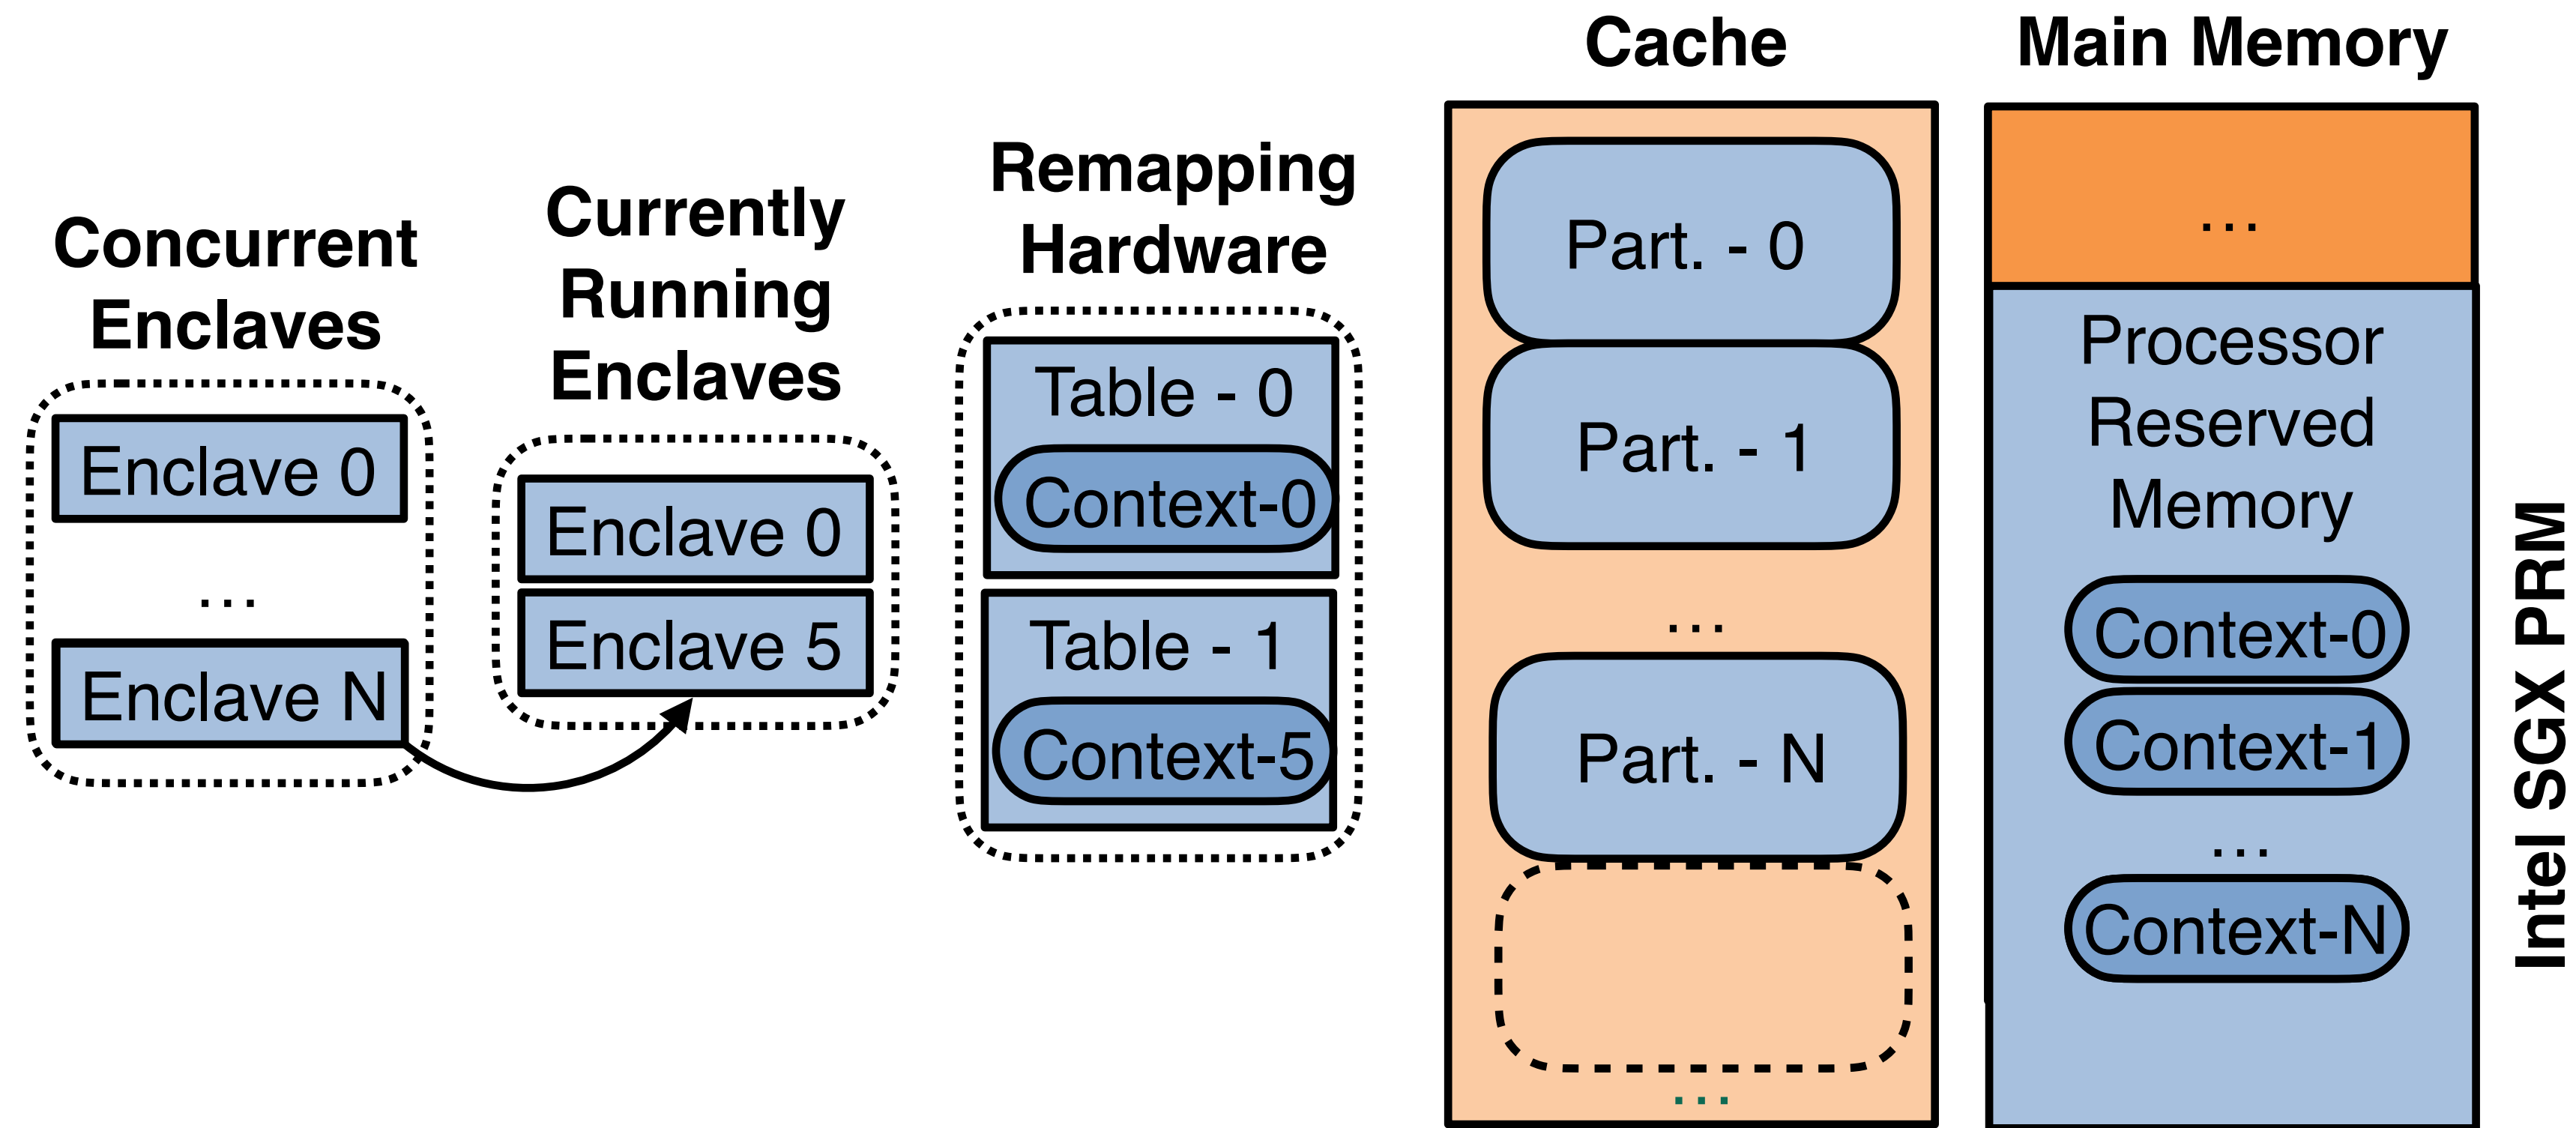 Concurrent
Enclaves
Enclave 0
...
Enclave N
Currently
Running
Enclaves
Enclave 0
Enclave 5
Remapping
Hardware
Table - 0
Context-0
Table - 1
Context-5
Cache
Part. - 0
Part. - 1
...
Part. - N
...
Main Memory
...
Processor
Reserved
Memory
Context-0
Context-1
...
Context-N
Intel SGX PRM